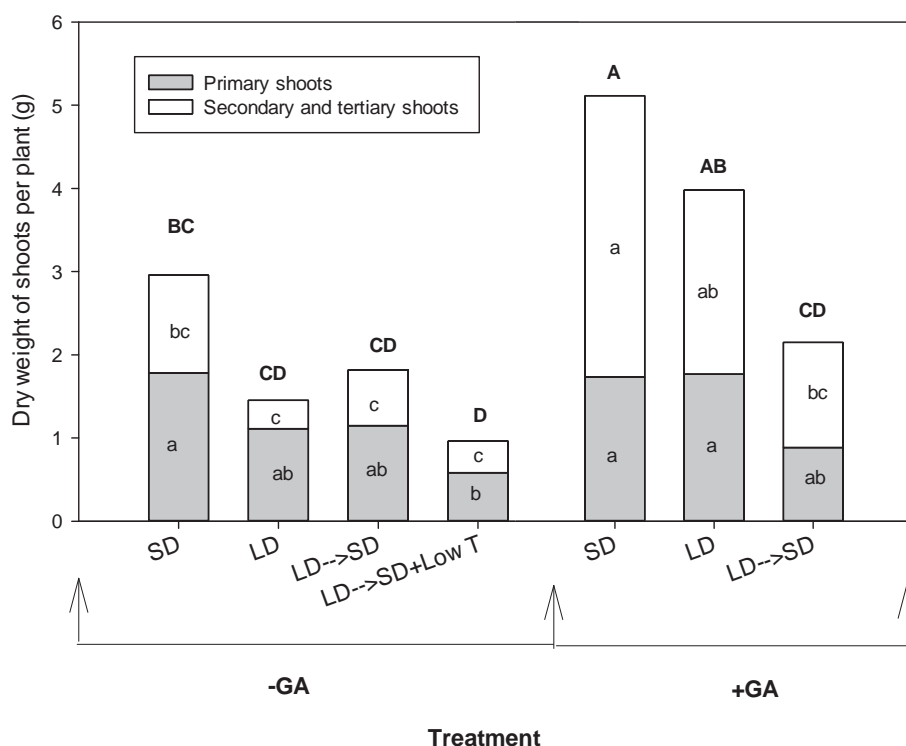 6
5
4
3
2
1
0
Dry weight of shoots per plant (g)
Primary shoots
Secondary and tertiary shoots
BC
bc
a
CD
c
ab
CD
c
ab
D
c
b
A
a
a
AB
ab
a
CD
bc
ab
SD
LD
LD-->SD
LD-->SD+Low T
SD
LD
LD-->SD
-GA
+GA
Treatment